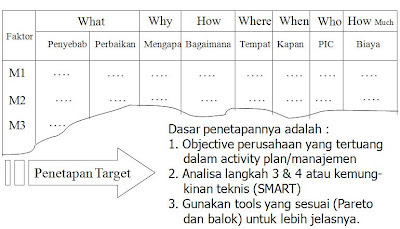 Faktor What Why How Where When Who How Much
Penyebab Perbaikan Mengapa Bagaimana Tempat Kapan PIC Biaya
M1 .... .... .... .... .... .... .... ....
M2 .... .... .... .... .... .... .... ....
M3
Penetapan Target
Dasar penetapannya adalah :
1. Objective perusahaan yang tertuang
dalam activity plan/manajemen
2. Analisa langkah 3 & 4 atau kemung-
kinan teknis (SMART)
3. Gunakan tools yang sesuai (Pareto
dan balok) untuk lebih jelasnya.